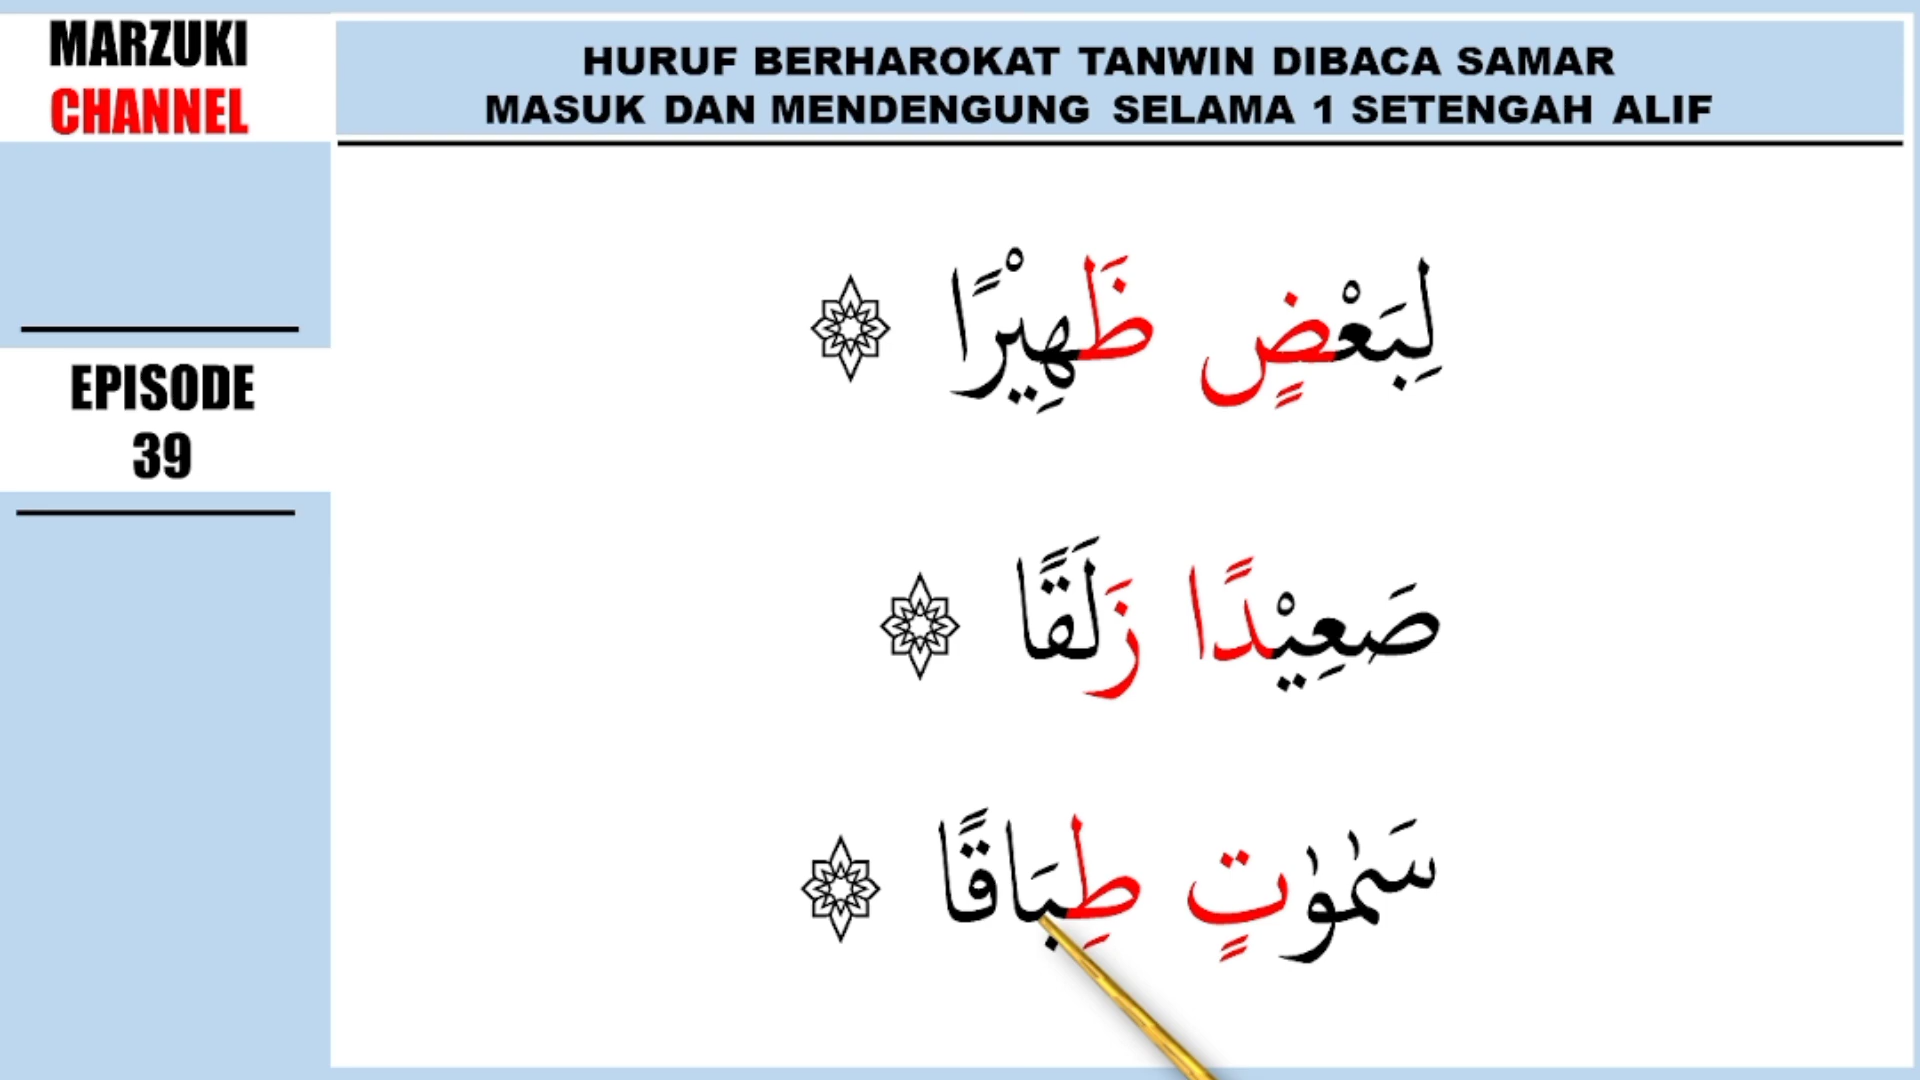 MARZUKI
CHANNEL
HURUF BERHAROKAT TANWIN DIBACA SAMAR
MASUK DAN MENDENGUNG SELAMA 1 SETENGAH ALIF
EPISODE
39
لِبَعْضٍ ظَهِيْرًا
صَعِيْدًا زَلَقًا
سَمٰوٰتٍ طِبَاقًا